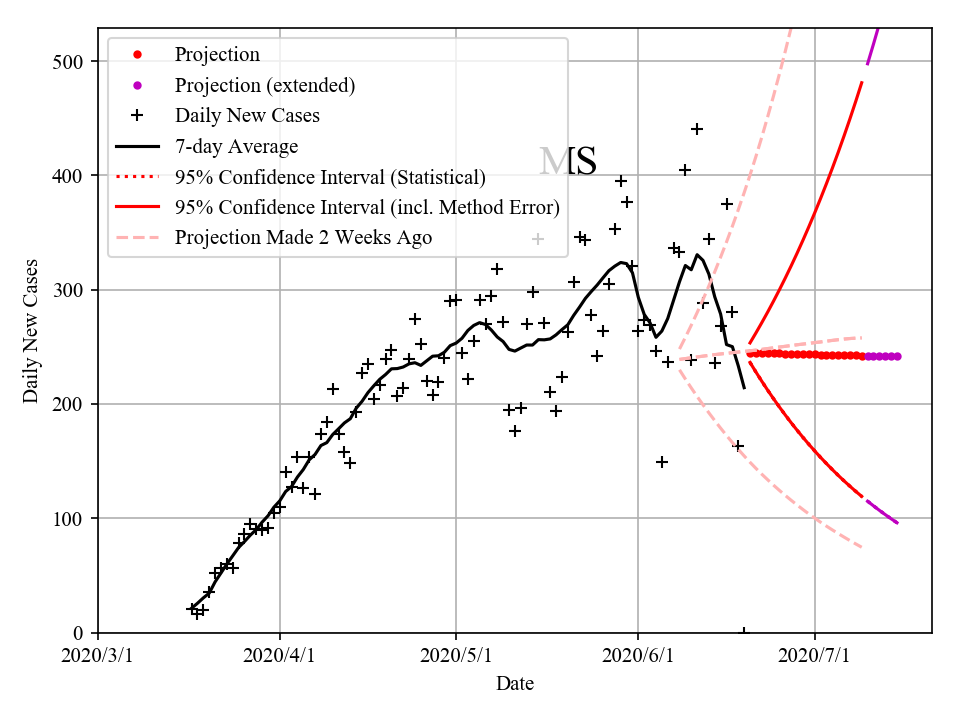 500
400
300
200
100
0
Daily New Cases
Projection
Projection (extended)
Daily New Cases
7-day Average
95% Confidence Interval (Statistical)
95% Confidence Interval (incl. Method Error)
Projection Made 2 Weeks Ago
MS
2020/3/1 2020/4/1 2020/5/1 2020/6/1 2020/7/1
Date